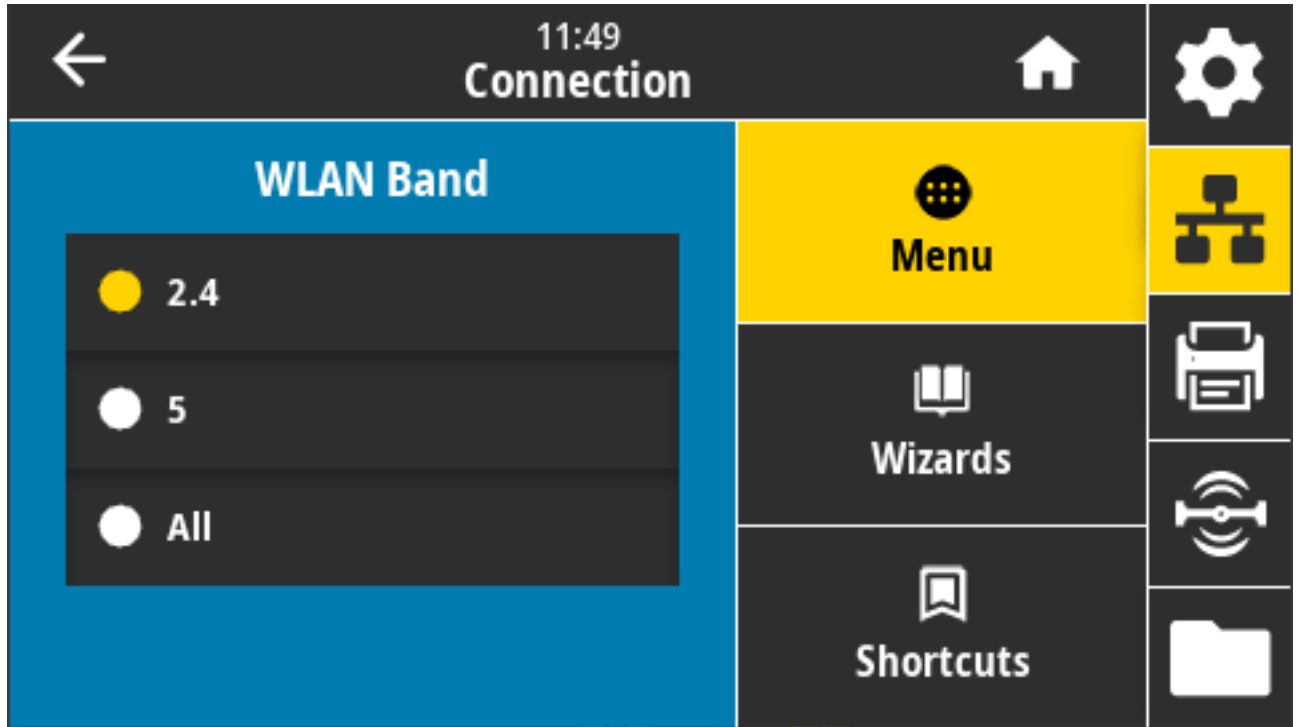 11:49
Connection
WLAN Band
2.4
5
All
Menu
Wizards
Shortcuts